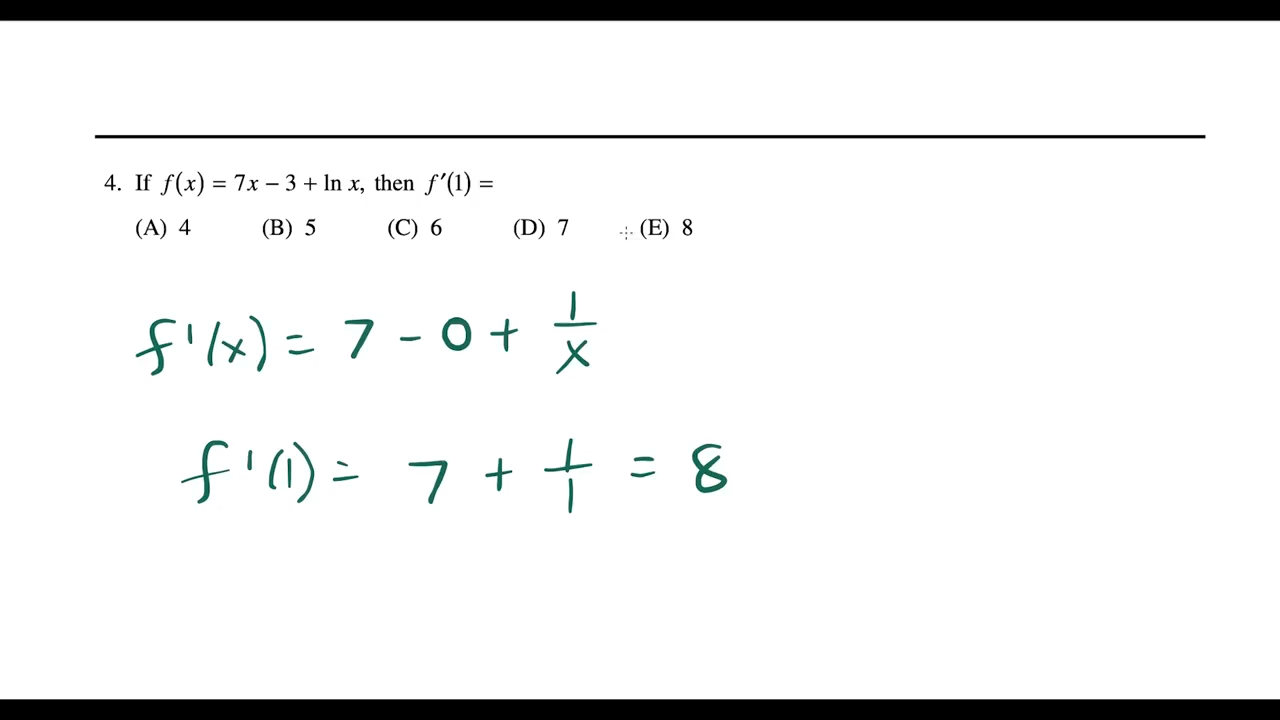 4. If f(x) = 7x − 3 + ln x, then f′(1) =
(A) 4 (B) 5 (C) 6 (D) 7 (E) 8
f'(x) = 7 - 0 + 1/x
f'(1) = 7 + 1/1 = 8